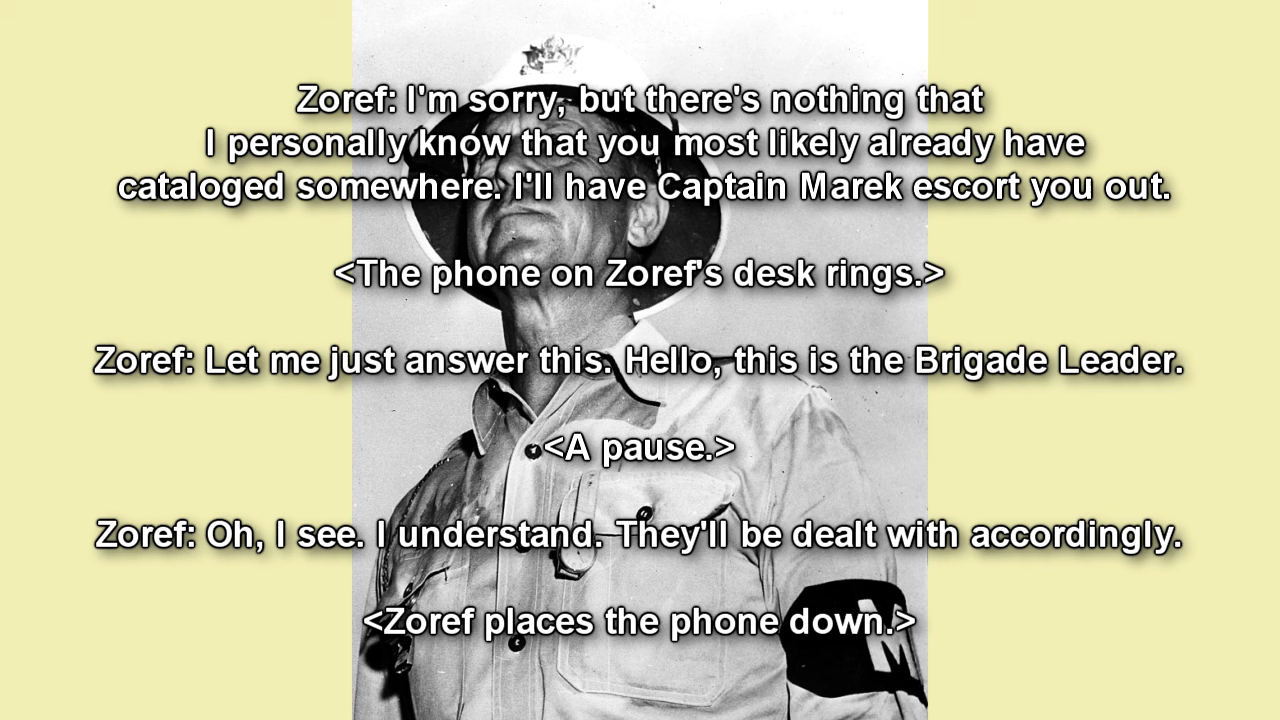 Zoref: I'm sorry, but there's nothing that
I personally know that you most likely already have
cataloged somewhere. I'll have Captain Marek escort you out.
<The phone on Zoref's desk rings.>
Zoref: Let me just answer this. Hello, this is the Brigade Leader.
<A pause.>
Zoref: Oh, I see. I understand. They'll be dealt with accordingly.
<Zoref places the phone down.>
M